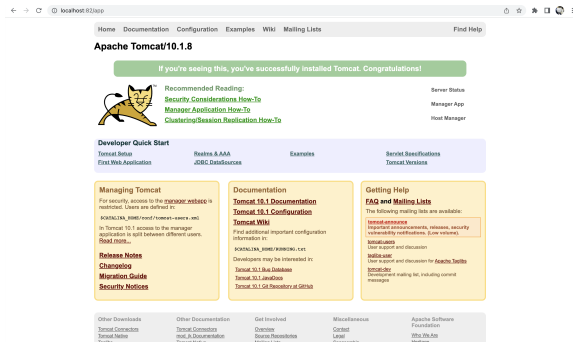 localhost:82/app
Home Documentation Configuration Examples Wiki Mailing Lists Find Help
Apache Tomcat/10.1.8
If you're seeing this, you've successfully installed Tomcat. Congratulations!
Recommended Reading:
Security Considerations How-To
Manager Application How-To
Clustering/Session Replication How-To
Server Status
Manager App
Host Manager
Developer Quick Start
Tomcat Setup
First Web Application
Realms & AAA
JDBC DataSources
Examples
Servlet Specifications
Tomcat Versions
Managing Tomcat
For security, access to the manager webapp is
restricted. Users are defined in:
$CATALINA_HOME/conf/tomcat-users.xml
In Tomcat 10.1 access to the manager
application is split between different users.
Read more...
Release Notes
Changelog
Migration Guide
Security Notices
Documentation
Tomcat 10.1 Documentation
Tomcat 10.1 Configuration
Tomcat Wiki
Find additional important configuration
information in:
$CATALINA_HOME/RUNNING.txt
Developers may be interested in:
Tomcat 10.1 Bug Database
Tomcat 10.1 JavaDocs
Tomcat 10.1 Git Repository at GitHub
Getting Help
FAQ and Mailing Lists
The following mailing lists are available:
tomcat-announce
Important announcements, releases, security
vulnerability notifications. (Low volume).
tomcat-users
User support and discussion
taglibs-user
User support and discussion for Apache Taglibs
tomcat-dev
Development mailing list, including commit
messages
Other Downloads
Tomcat Connectors
Tomcat Native
Other Documentation
Tomcat Connectors
mod_jk Documentation
Get Involved
Overview
Source Repositories
Miscellaneous
Contact
Legal
Apache Software
Foundation
Who We Are